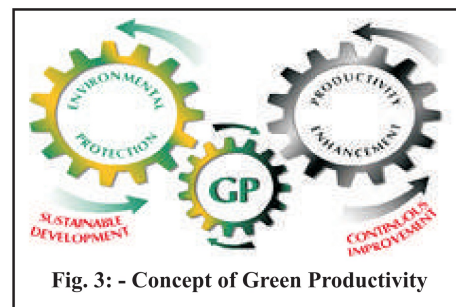 ENVIRONMENTAL
PROTECTION
PRODUCTIVITY
ENHANCEMENT
GP
SUSTAINABLE
DEVELOPMENT
CONTINUOUS
IMPROVEMENT
Fig. 3: - Concept of Green Productivity